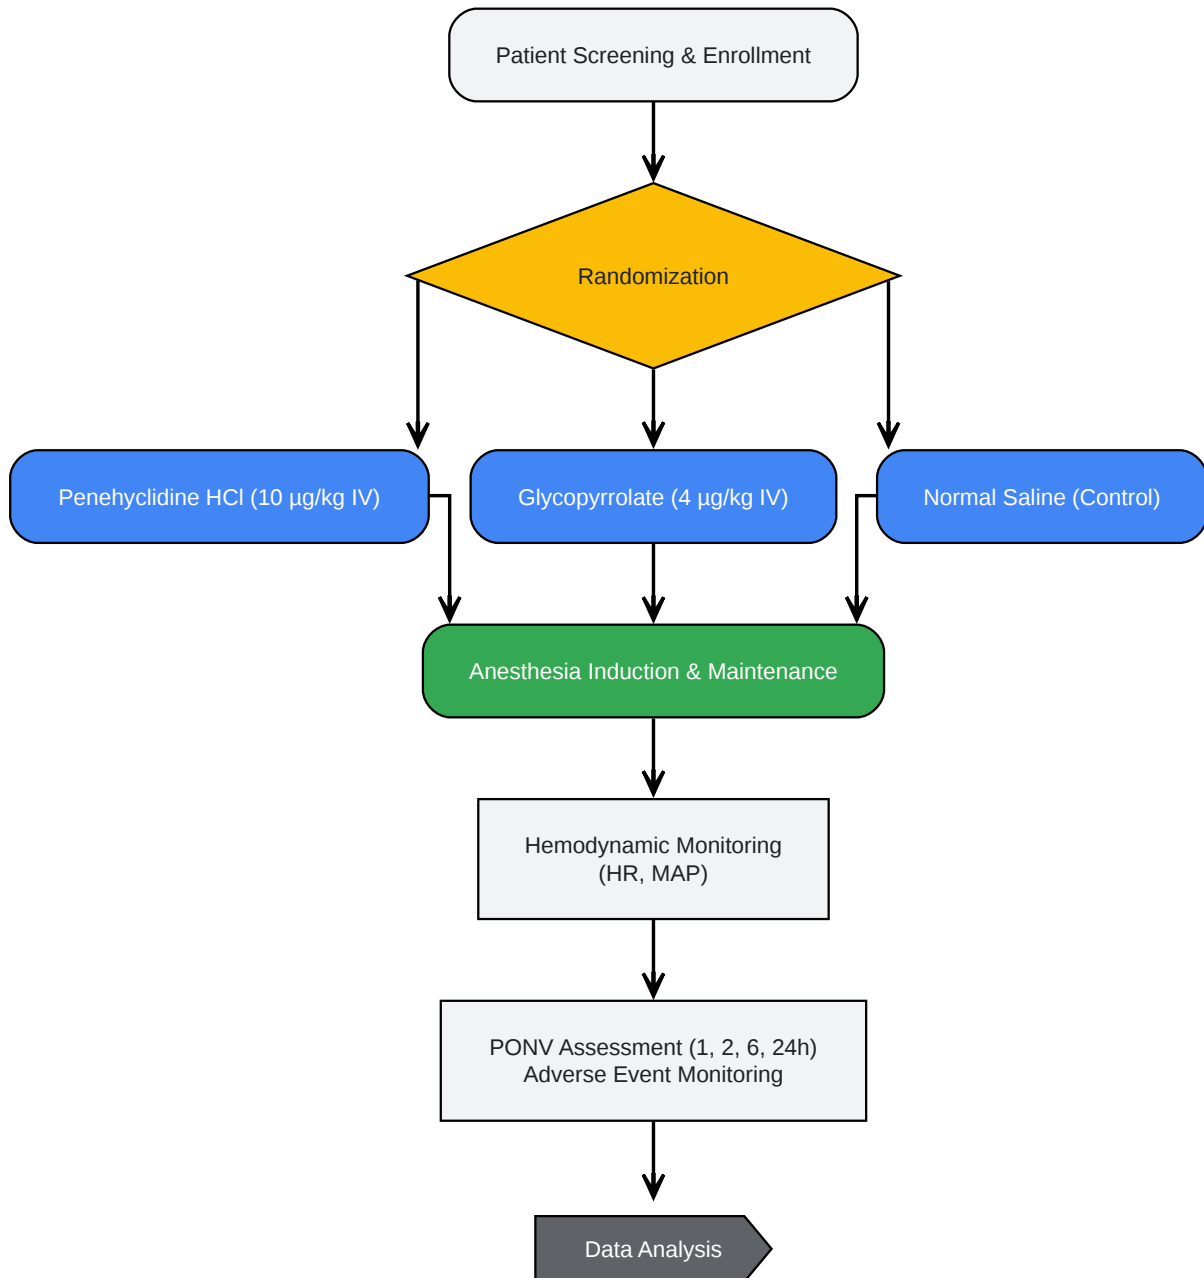 Patient Screening & Enrollment
Randomization
Penehyclidine HCl (10 µg/kg IV)
Glycopyrrolate (4 µg/kg IV)
Normal Saline (Control)
Anesthesia Induction & Maintenance
Hemodynamic Monitoring
(HR, MAP)
PONV Assessment (1, 2, 6, 24h)
Adverse Event Monitoring
Data Analysis